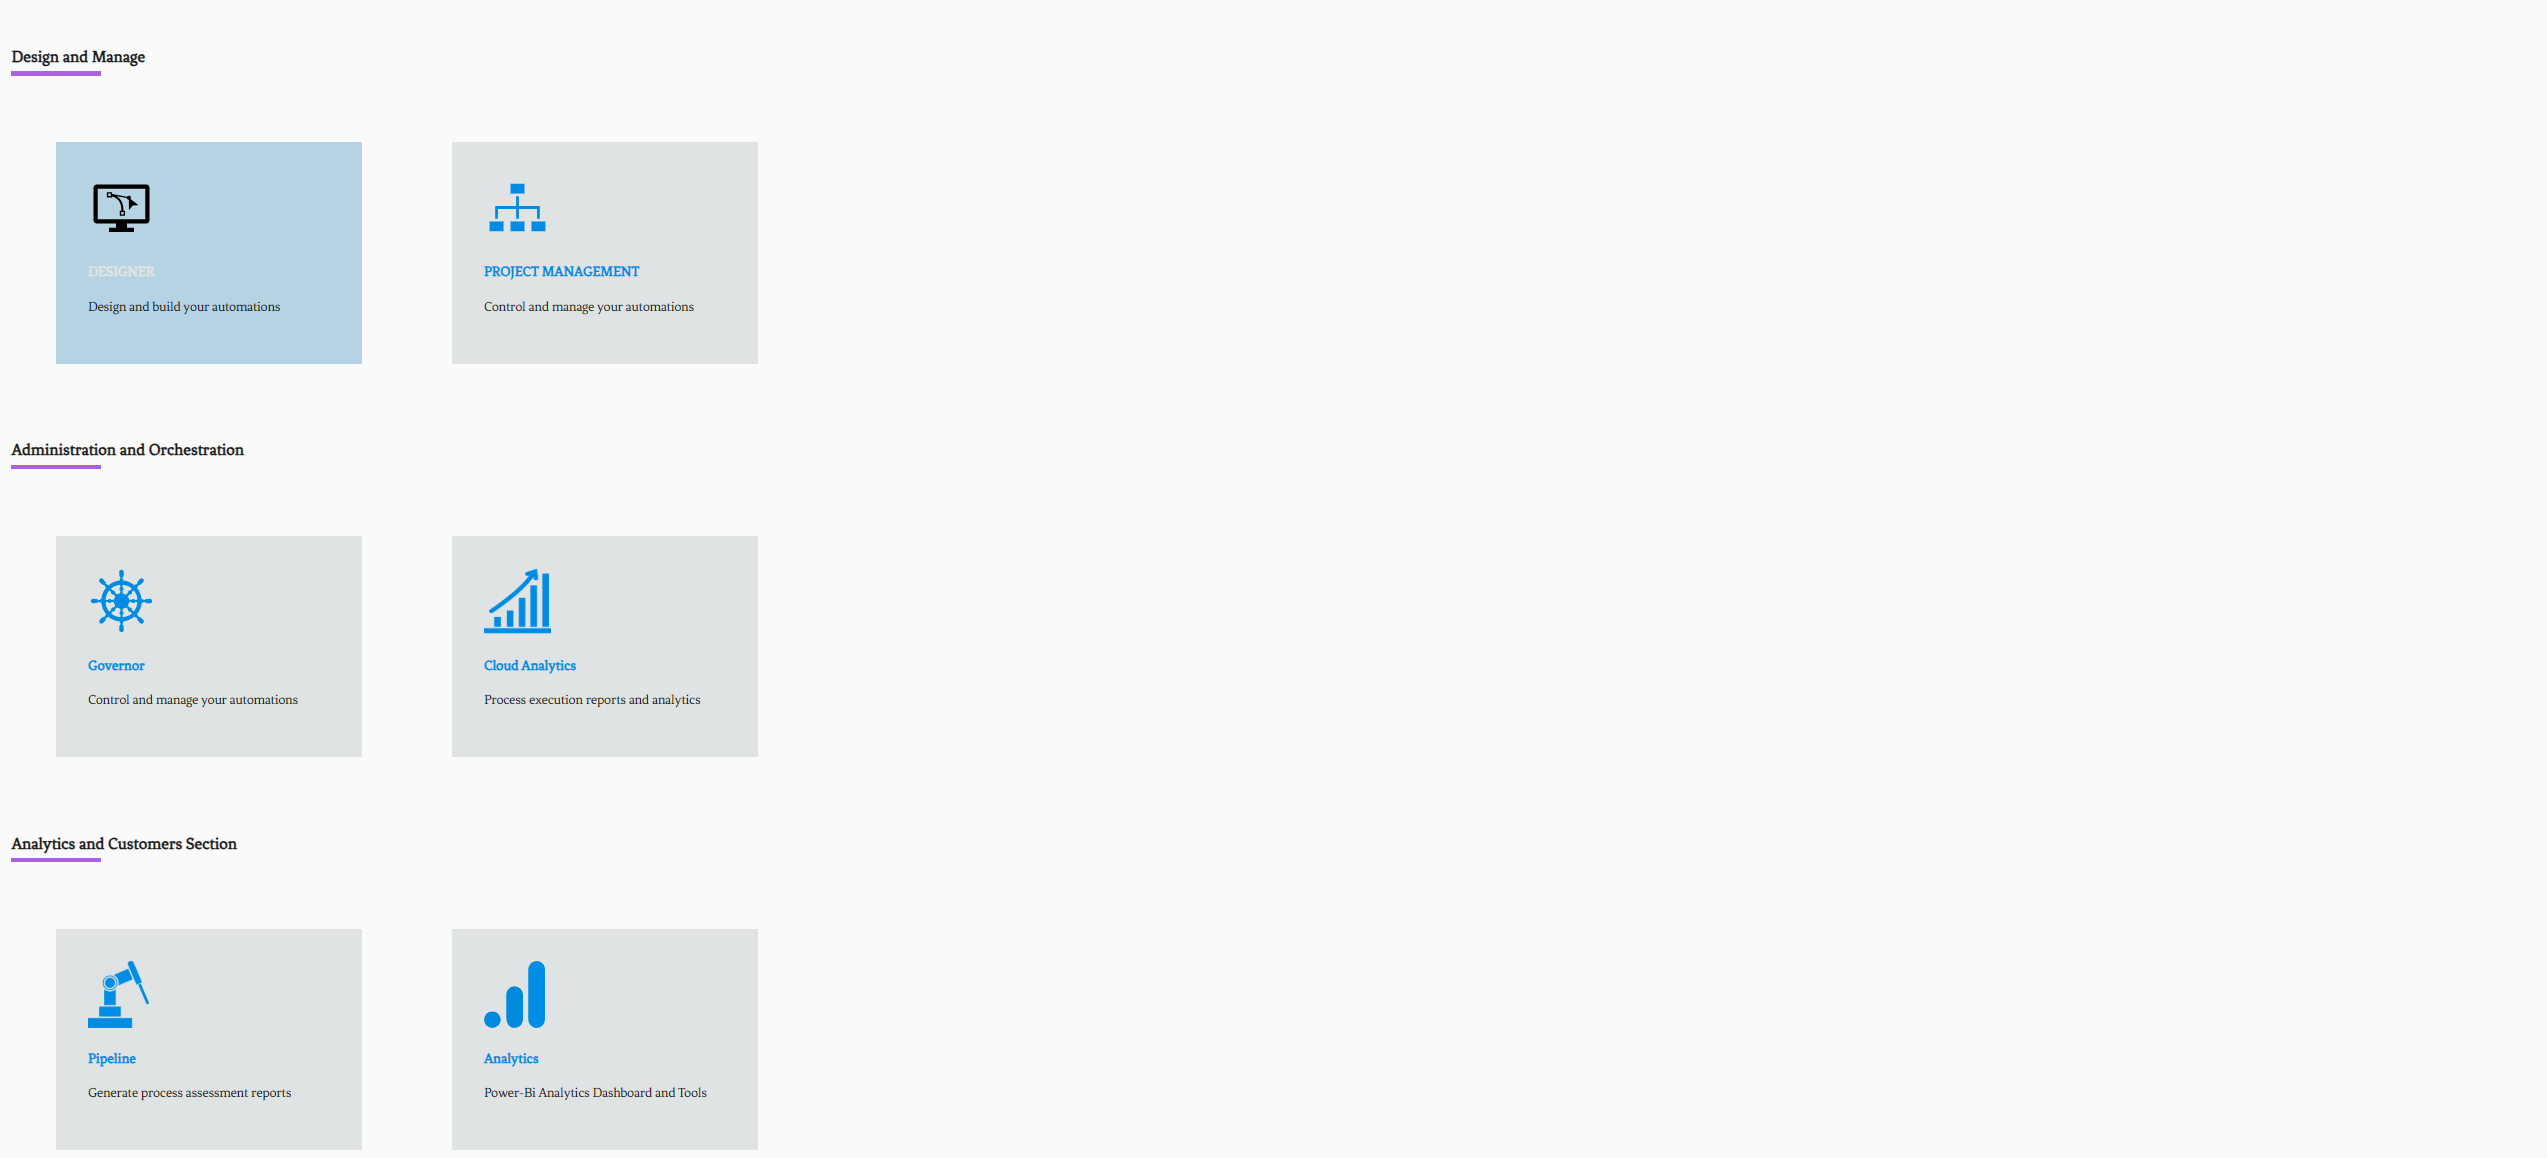 Design and Manage
DESIGNER
Design and build your automations
PROJECT MANAGEMENT
Control and manage your automations
Administration and Orchestration
Governor
Control and manage your automations
Cloud Analytics
Process execution reports and analytics
Analytics and Customers Section
Pipeline
Generate process assessment reports
Analytics
Power-Bi Analytics Dashboard and Tools